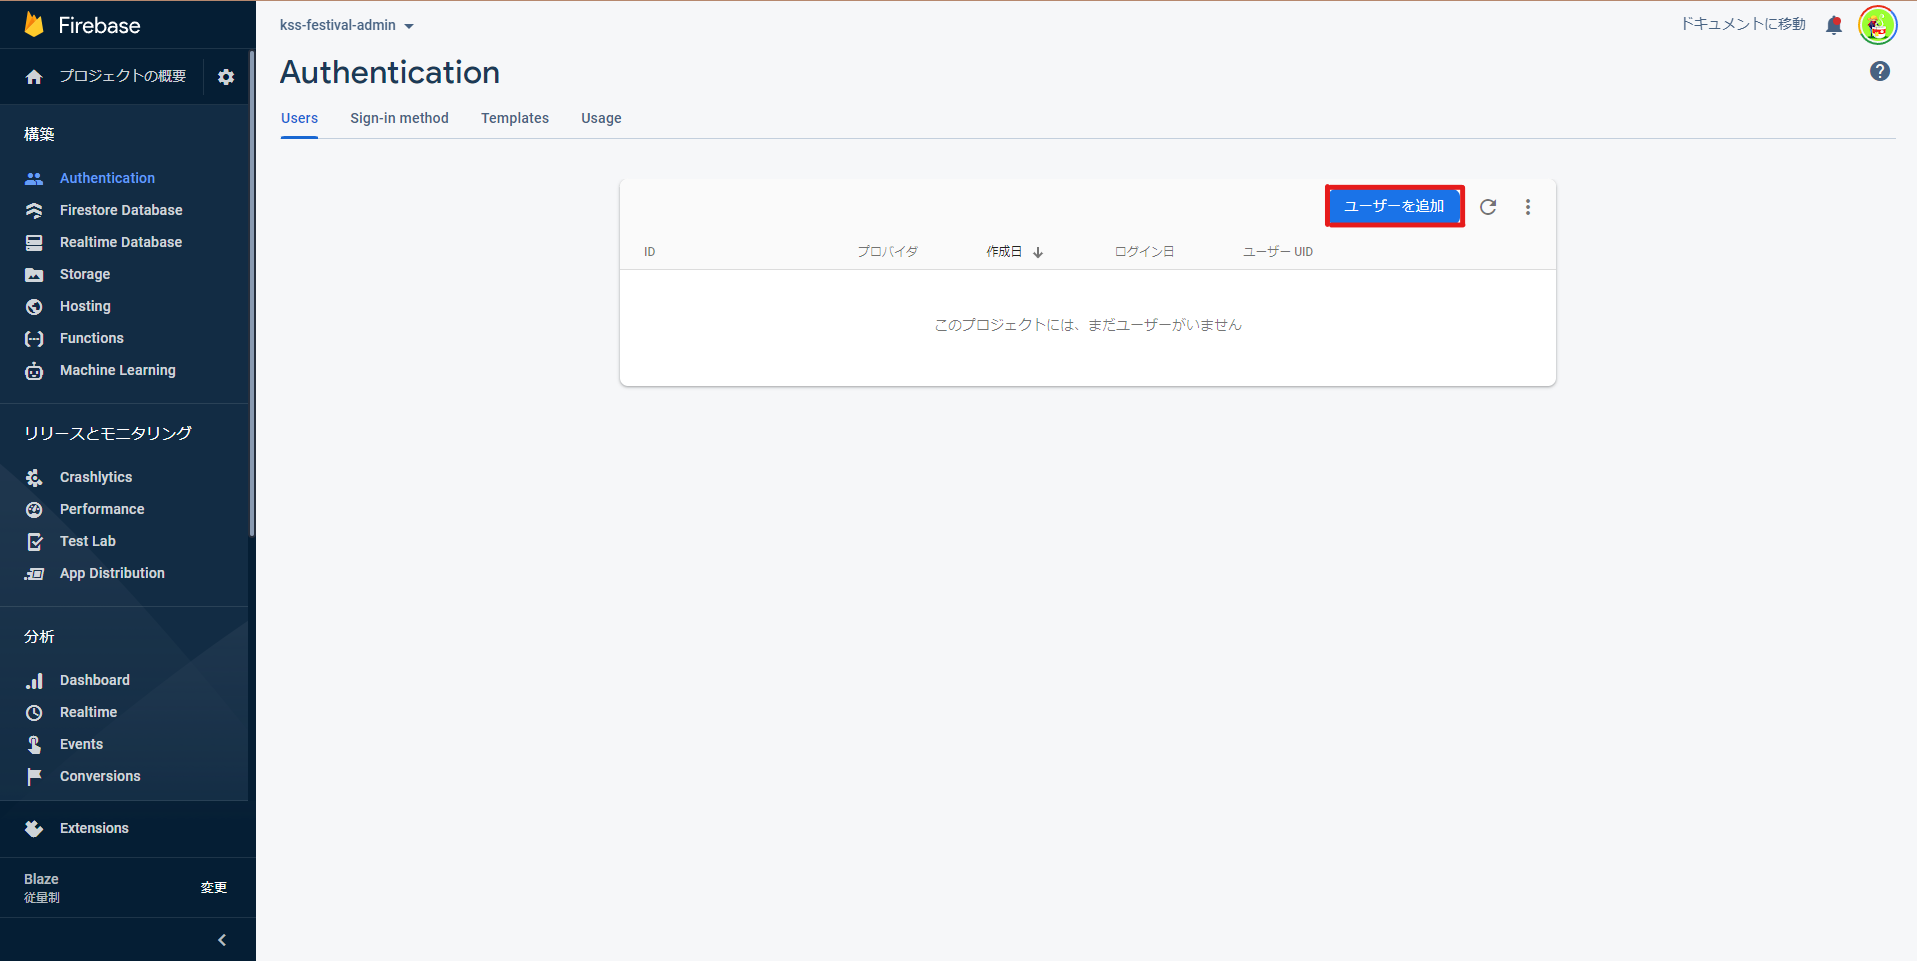 Firebase
プロジェクトの概要
構築
Authentication
Firestore Database
Realtime Database
Storage
Hosting
Functions
Machine Learning
リリースとモニタリング
Crashlytics
Performance
Test Lab
App Distribution
分析
Dashboard
Realtime
Events
Conversions
Extensions
Blaze
従量制
変更
kss-festival-admin
ドキュメントに移動
Authentication
Users Sign-in method Templates Usage
ユーザーを追加
ID プロバイダ 作成日 ログイン日 ユーザー UID
このプロジェクトには、まだユーザーがいません